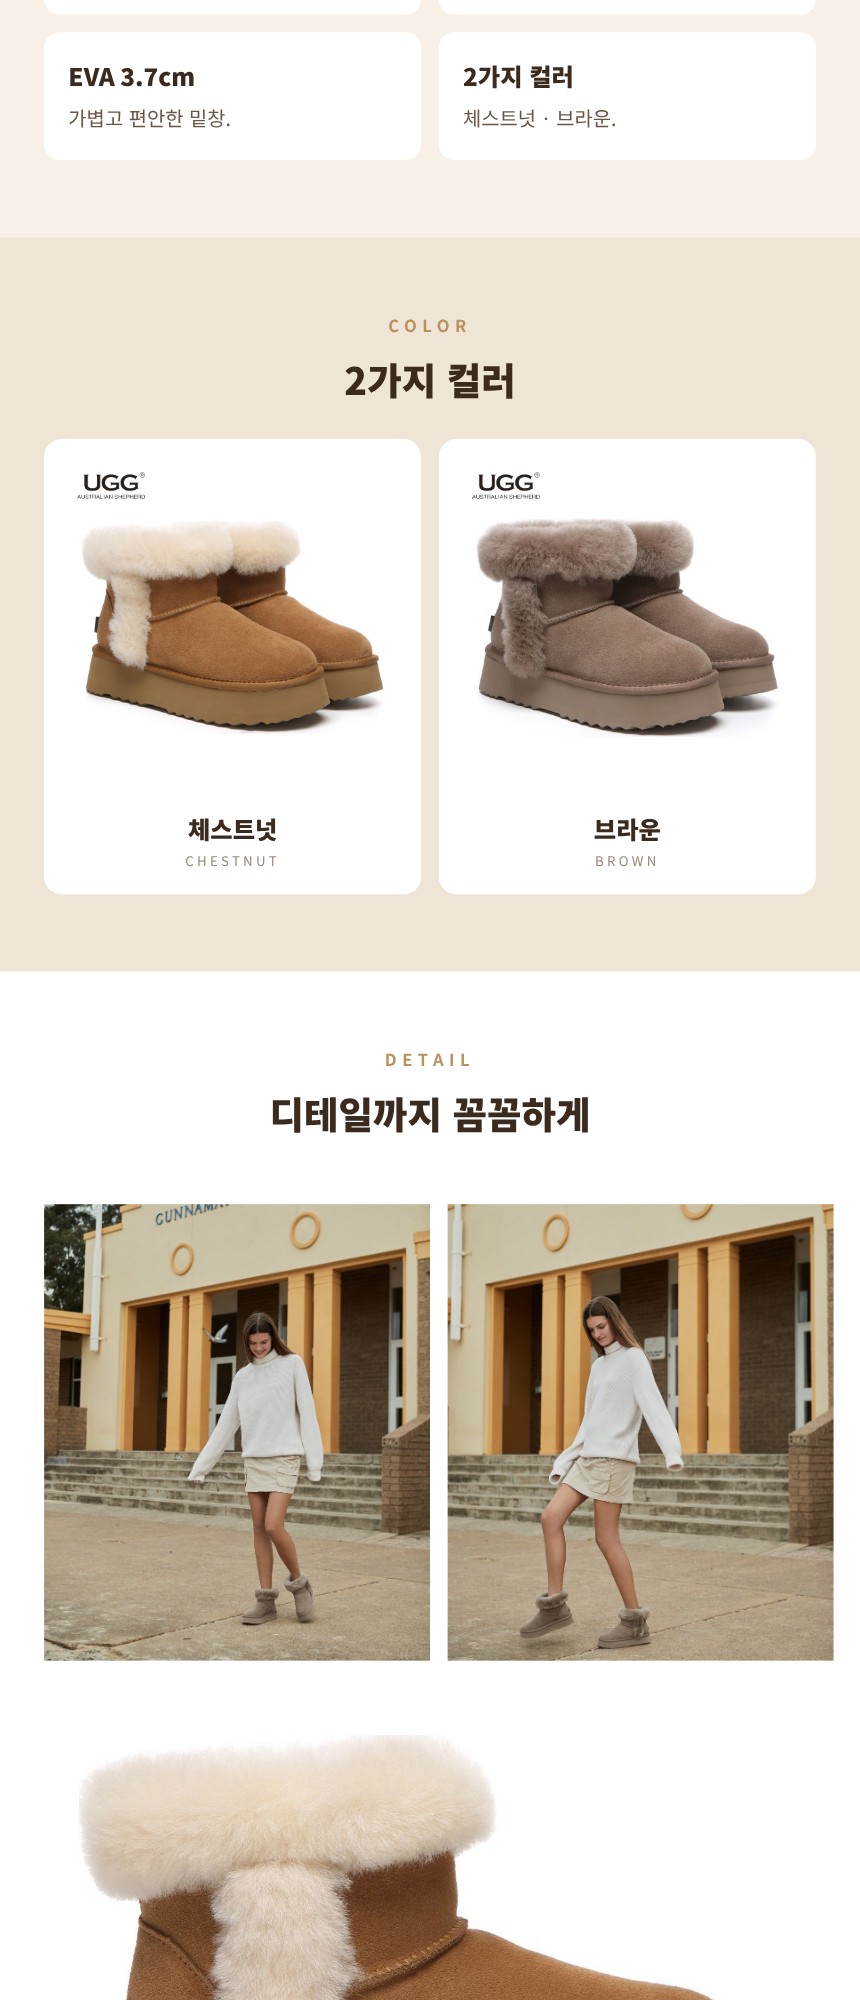 EVA 3.7cm
가볍고 편안한 밑창.
2가지 컬러
체스트넛 · 브라운.
COLOR
2가지 컬러
UGG®
AUSTRALIAN SHEPHERD
체스트넛
CHESTNUT
UGG®
AUSTRALIAN SHEPHERD
브라운
BROWN
DETAIL
디테일까지 꼼꼼하게